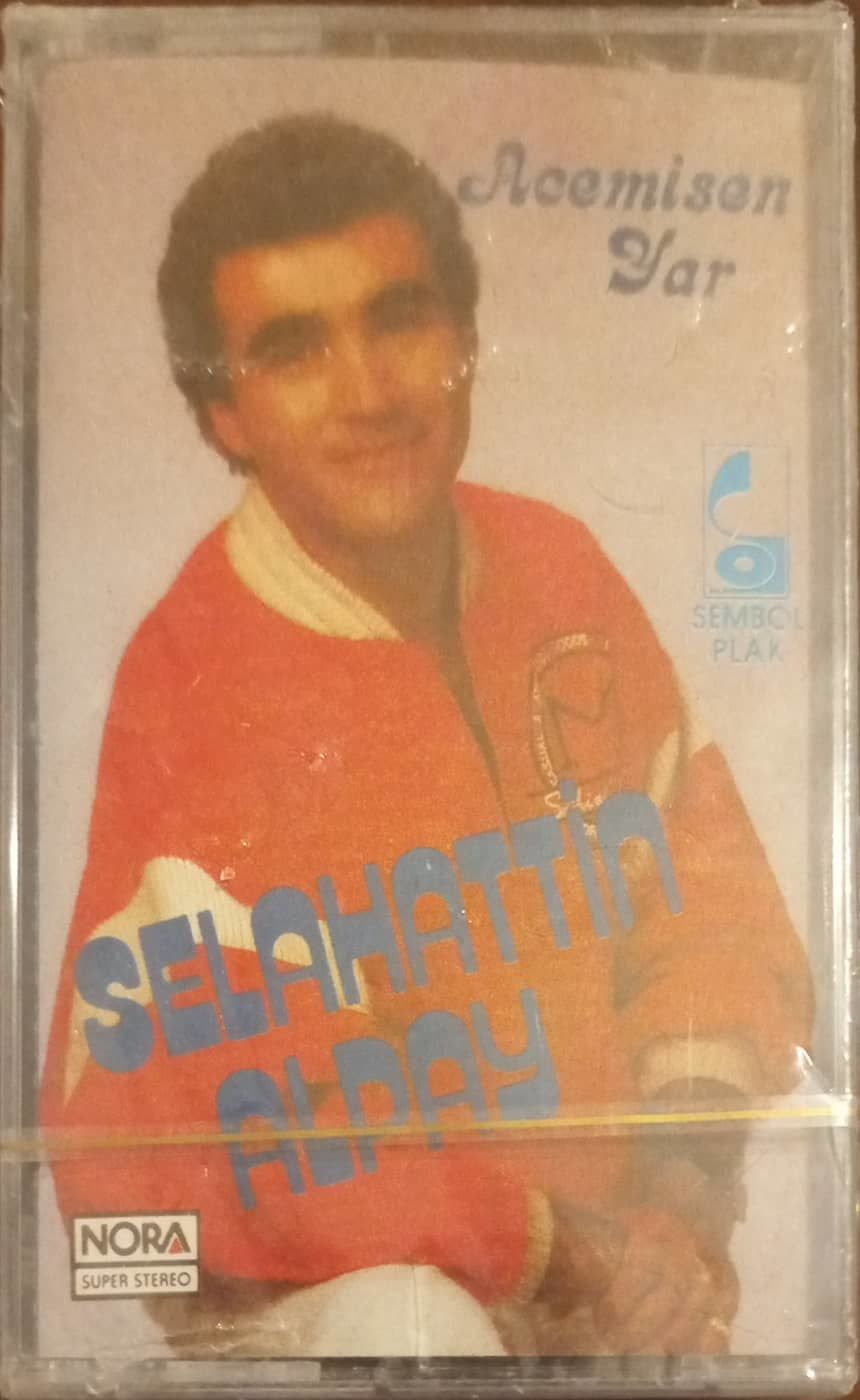 Acemisen
Yar
SEMBOL
PLAK
SELAHATTİN
ALPAY
NORA
SUPER STEREO